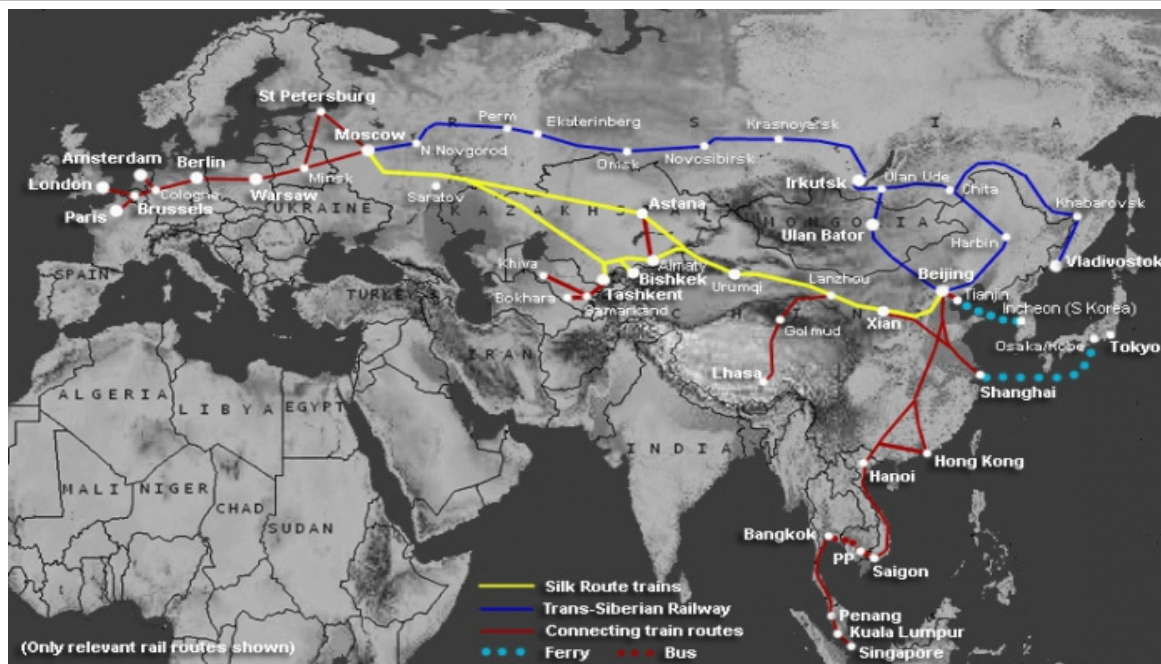 St Petersburg
Moscow
Perm
Ekaterinberg
Krasnoyarsk
R U S S I A
N.Novgorod
Omsk
Novosibirsk
Amsterdam
Berlin
London
Cologne
Warsaw
Minsk
Paris
Brussels
Irkutsk
Ulan Ude
Chita
Saratov
UKRAINE
KAZAKHSTAN
Astana
MONGOLIA
Khabarovsk
Ulan Bator
Harbin
SPAIN
Khiva
Almaty
Bishkek
Urumqi
Lanzhou
Beijing
Vladivostok
TURKEY
Bokhara
Tashkent
Samarkand
Tianjin
Incheon (S Korea)
CHINA
Golmud
Xian
Osaka/Kobe
Tokyo
IRAN
Lhasa
Shanghai
ALGERIA
LIBYA
EGYPT
INDIA
Hong Kong
Hanoi
MALI
NIGER
CHAD
SUDAN
Bangkok
PP
Saigon
Silk Route trains
Trans-Siberian Railway
Penang
Connecting train routes
Kuala Lumpur
(Only relevant rail routes shown)
Ferry
Bus
Singapore